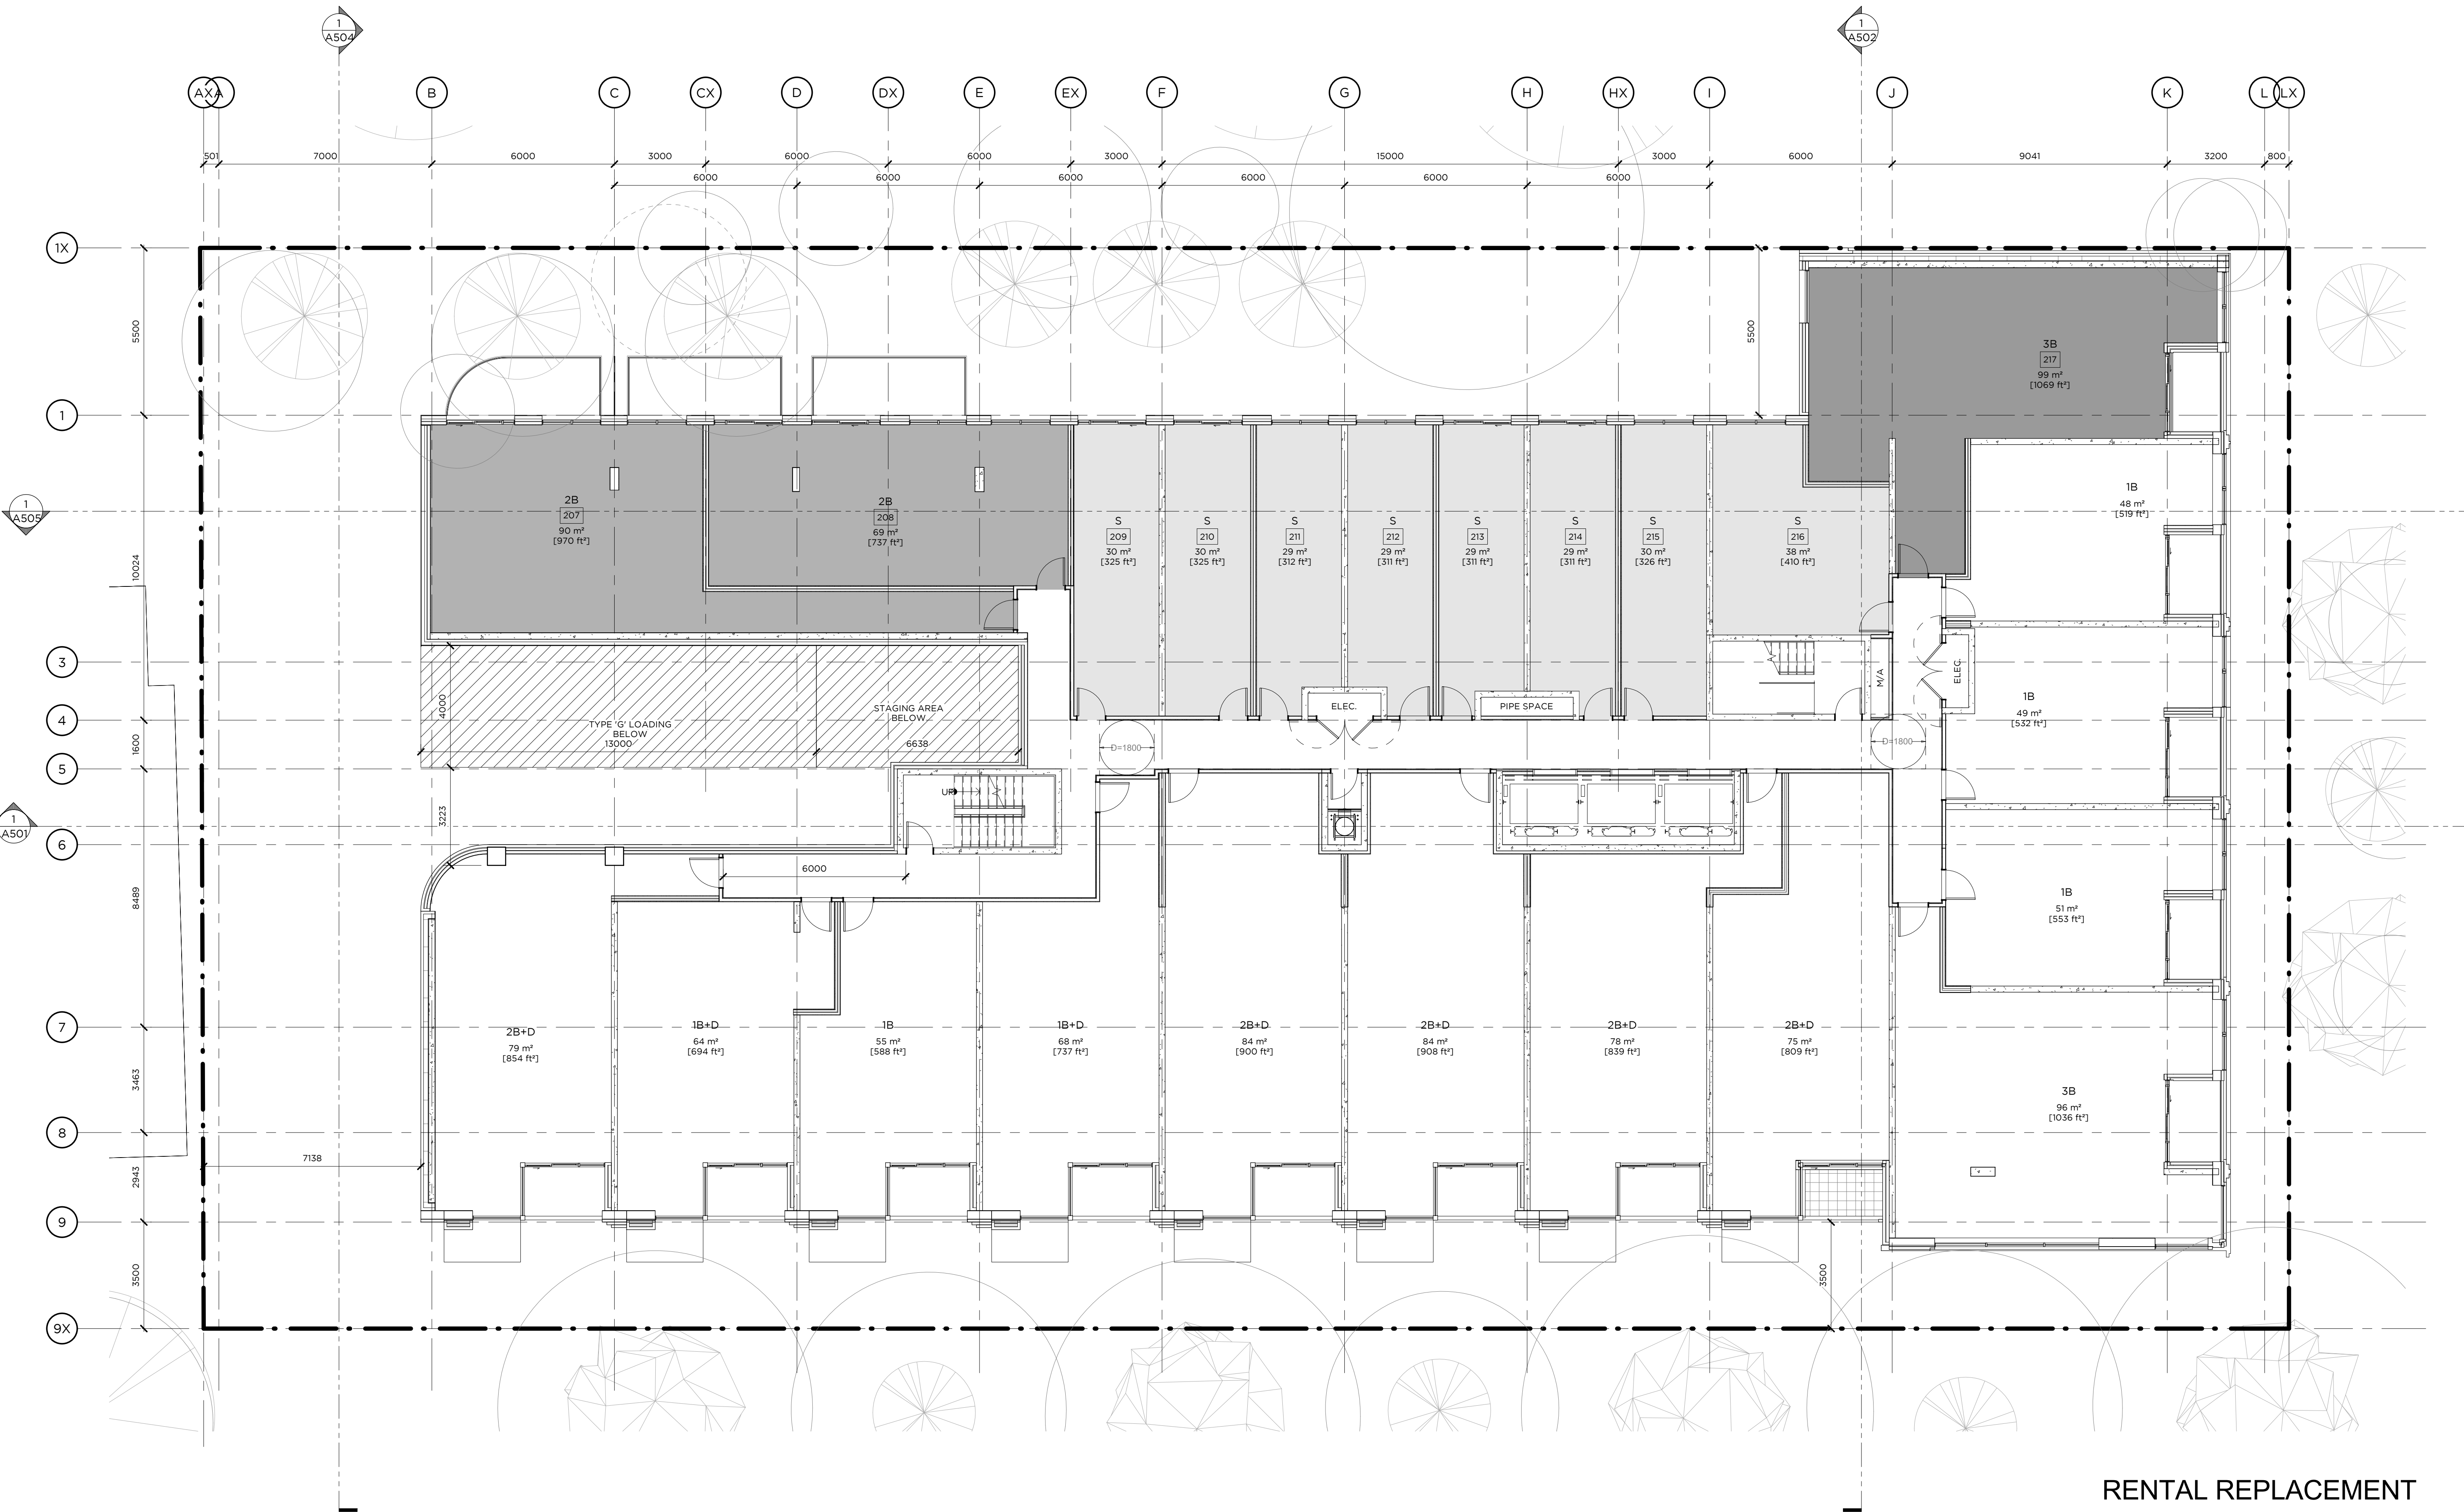 1
A504
1
A502
AX
A
B
C
CX
D
DX
E
EX
F
G
H
HX
I
J
K
L
LX
501
7000
6000
3000
6000
6000
3000
15000
3000
6000
9041
3200
800
6000
6000
6000
6000
6000
6000
1X
1
3
4
5
6
7
8
9
9X
5500
10024
1600
8489
3463
2943
3500
1
A505
1
A501
5500
2B
207
90 m²
[970 ft²]
2B
208
69 m²
[737 ft²]
S
209
30 m²
[325 ft²]
S
210
30 m²
[325 ft²]
S
211
29 m²
[312 ft²]
S
212
29 m²
[311 ft²]
S
213
29 m²
[311 ft²]
S
214
29 m²
[311 ft²]
S
215
30 m²
[326 ft²]
S
216
38 m²
[410 ft²]
3B
217
99 m²
[1069 ft²]
1B
48 m²
[519 ft²]
1B
49 m²
[532 ft²]
1B
51 m²
[553 ft²]
3B
96 m²
[1036 ft²]
4000
TYPE 'G' LOADING
BELOW
13000
STAGING AREA
BELOW
6638
3223
ELEC.
PIPE SPACE
M/A
ELEC.
D=1800
D=1800
UP
6000
2B+D
79 m²
[854 ft²]
1B+D
64 m²
[694 ft²]
1B
55 m²
[588 ft²]
1B+D
68 m²
[737 ft²]
2B+D
84 m²
[900 ft²]
2B+D
84 m²
[908 ft²]
2B+D
78 m²
[839 ft²]
2B+D
75 m²
[809 ft²]
7138
3500
RENTAL REPLACEMENT